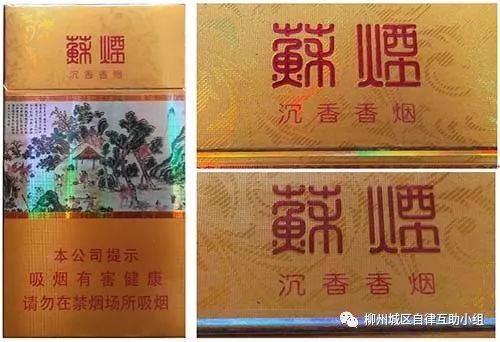 蘇煙
沉香香烟
本公司提示
吸烟有害健康
请勿在禁烟场所吸烟
蘇煙
沉香香烟
蘇煙
沉香香烟
柳州城区自律互助小组